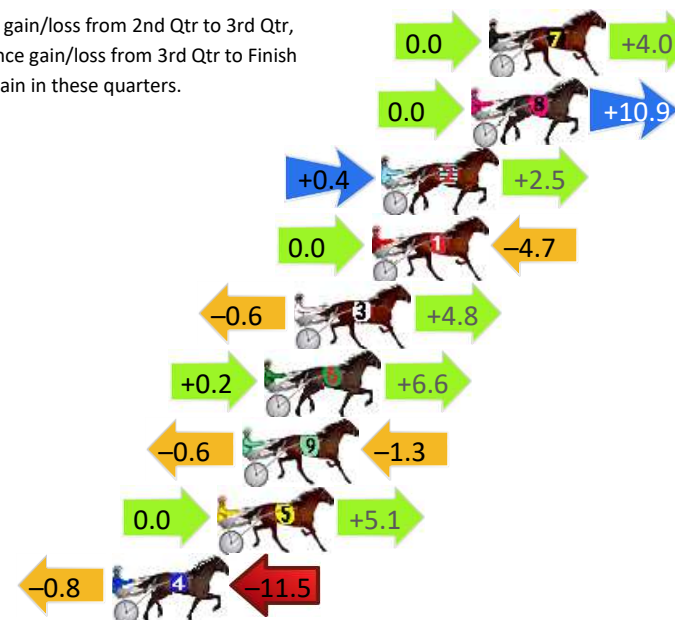 gain/loss from 2nd Qtr to 3rd Qtr,
nce gain/loss from 3rd Qtr to Finish
ain in these quarters.
0.0 7 +4.0
0.0 8 +10.9
+0.4 2 +2.5
0.0 1 –4.7
–0.6 3 +4.8
+0.2 6 +6.6
–0.6 9 –1.3
0.0 5 +5.1
–0.8 4 –11.5